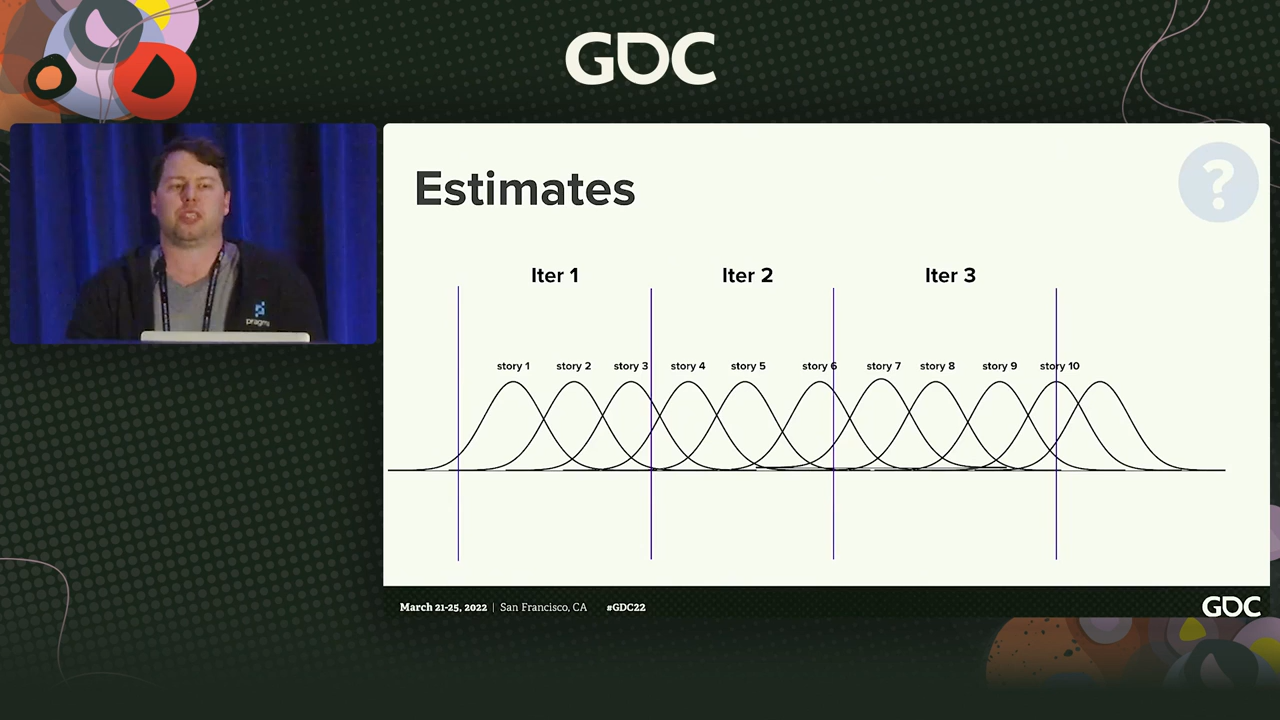 GDC
Estimates
?
Iter 1 Iter 2 Iter 3
story 1 story 2 story 3 story 4 story 5 story 6 story 7 story 8 story 9 story 10
March 21-25, 2022 | San Francisco, CA #GDC22
GDC